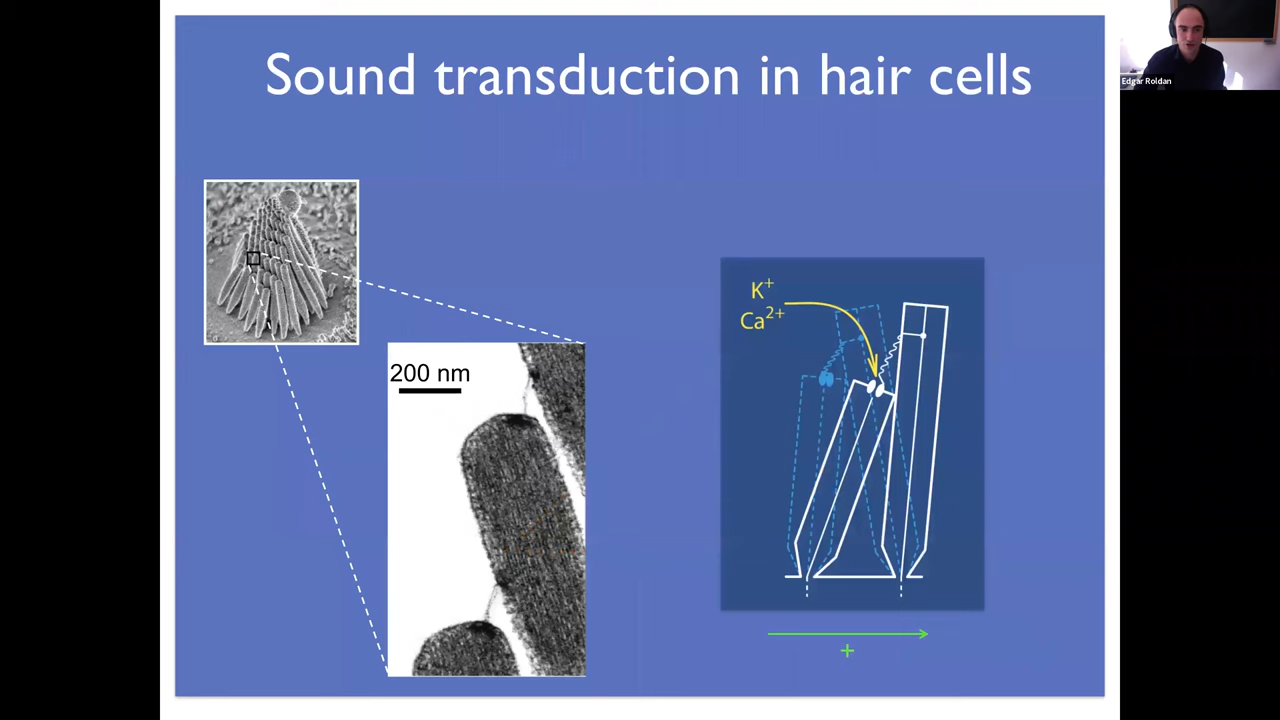 Sound transduction in hair cells
Edgar Roldan
K+
Ca2+
200 nm
+